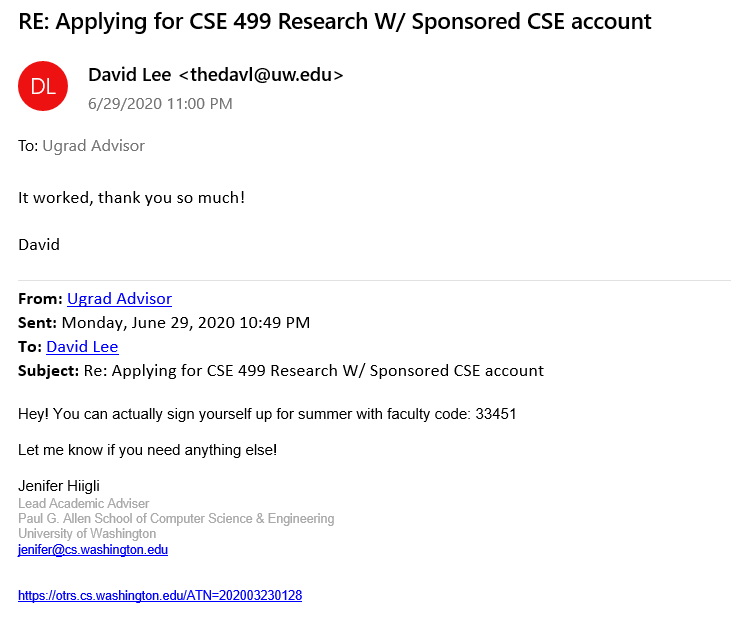 RE: Applying for CSE 499 Research W/ Sponsored CSE account
DL
David Lee <thedavl@uw.edu>
6/29/2020 11:00 PM
To: Ugrad Advisor
It worked, thank you so much!
David
From: Ugrad Advisor
Sent: Monday, June 29, 2020 10:49 PM
To: David Lee
Subject: Re: Applying for CSE 499 Research W/ Sponsored CSE account
Hey! You can actually sign yourself up for summer with faculty code: 33451
Let me know if you need anything else!
Jenifer Hiigli
Lead Academic Adviser
Paul G. Allen School of Computer Science & Engineering
University of Washington
jenifer@cs.washington.edu
https://otrs.cs.washington.edu/ATN=202003230128